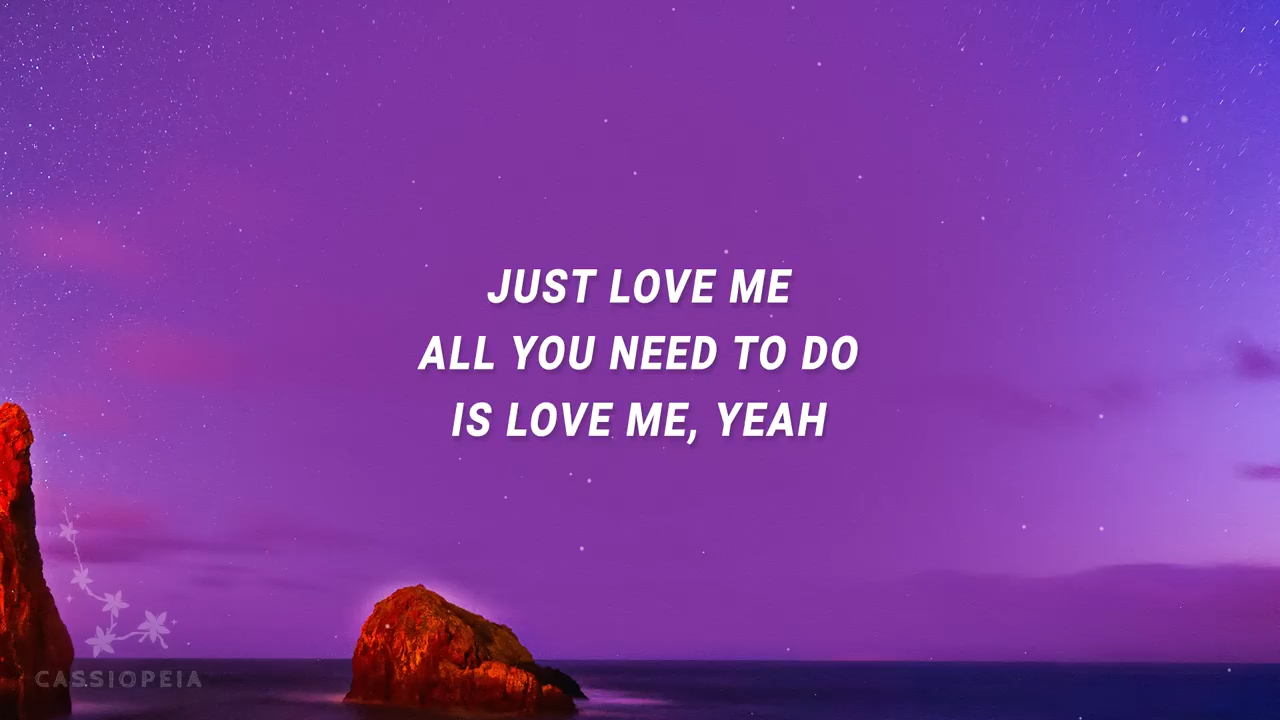 JUST LOVE ME
ALL YOU NEED TO DO
IS LOVE ME, YEAH
CASSIOPEIA